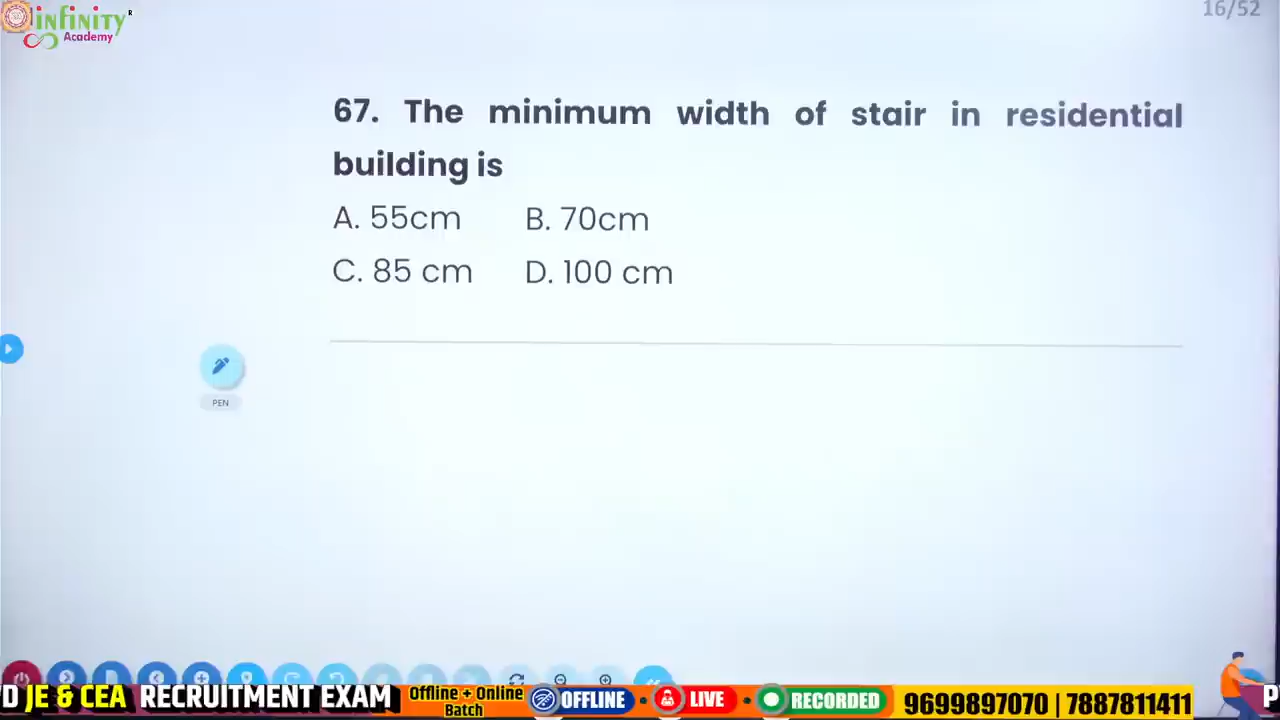 infinity R
Academy
16/52
67. The minimum width of stair in residential
building is
A. 55cm B. 70cm
C. 85 cm D. 100 cm
PEN
D JE & CEA RECRUITMENT EXAM
Offline + Online
Batch
OFFLINE • LIVE • RECORDED
9699897070 | 7887811411
P